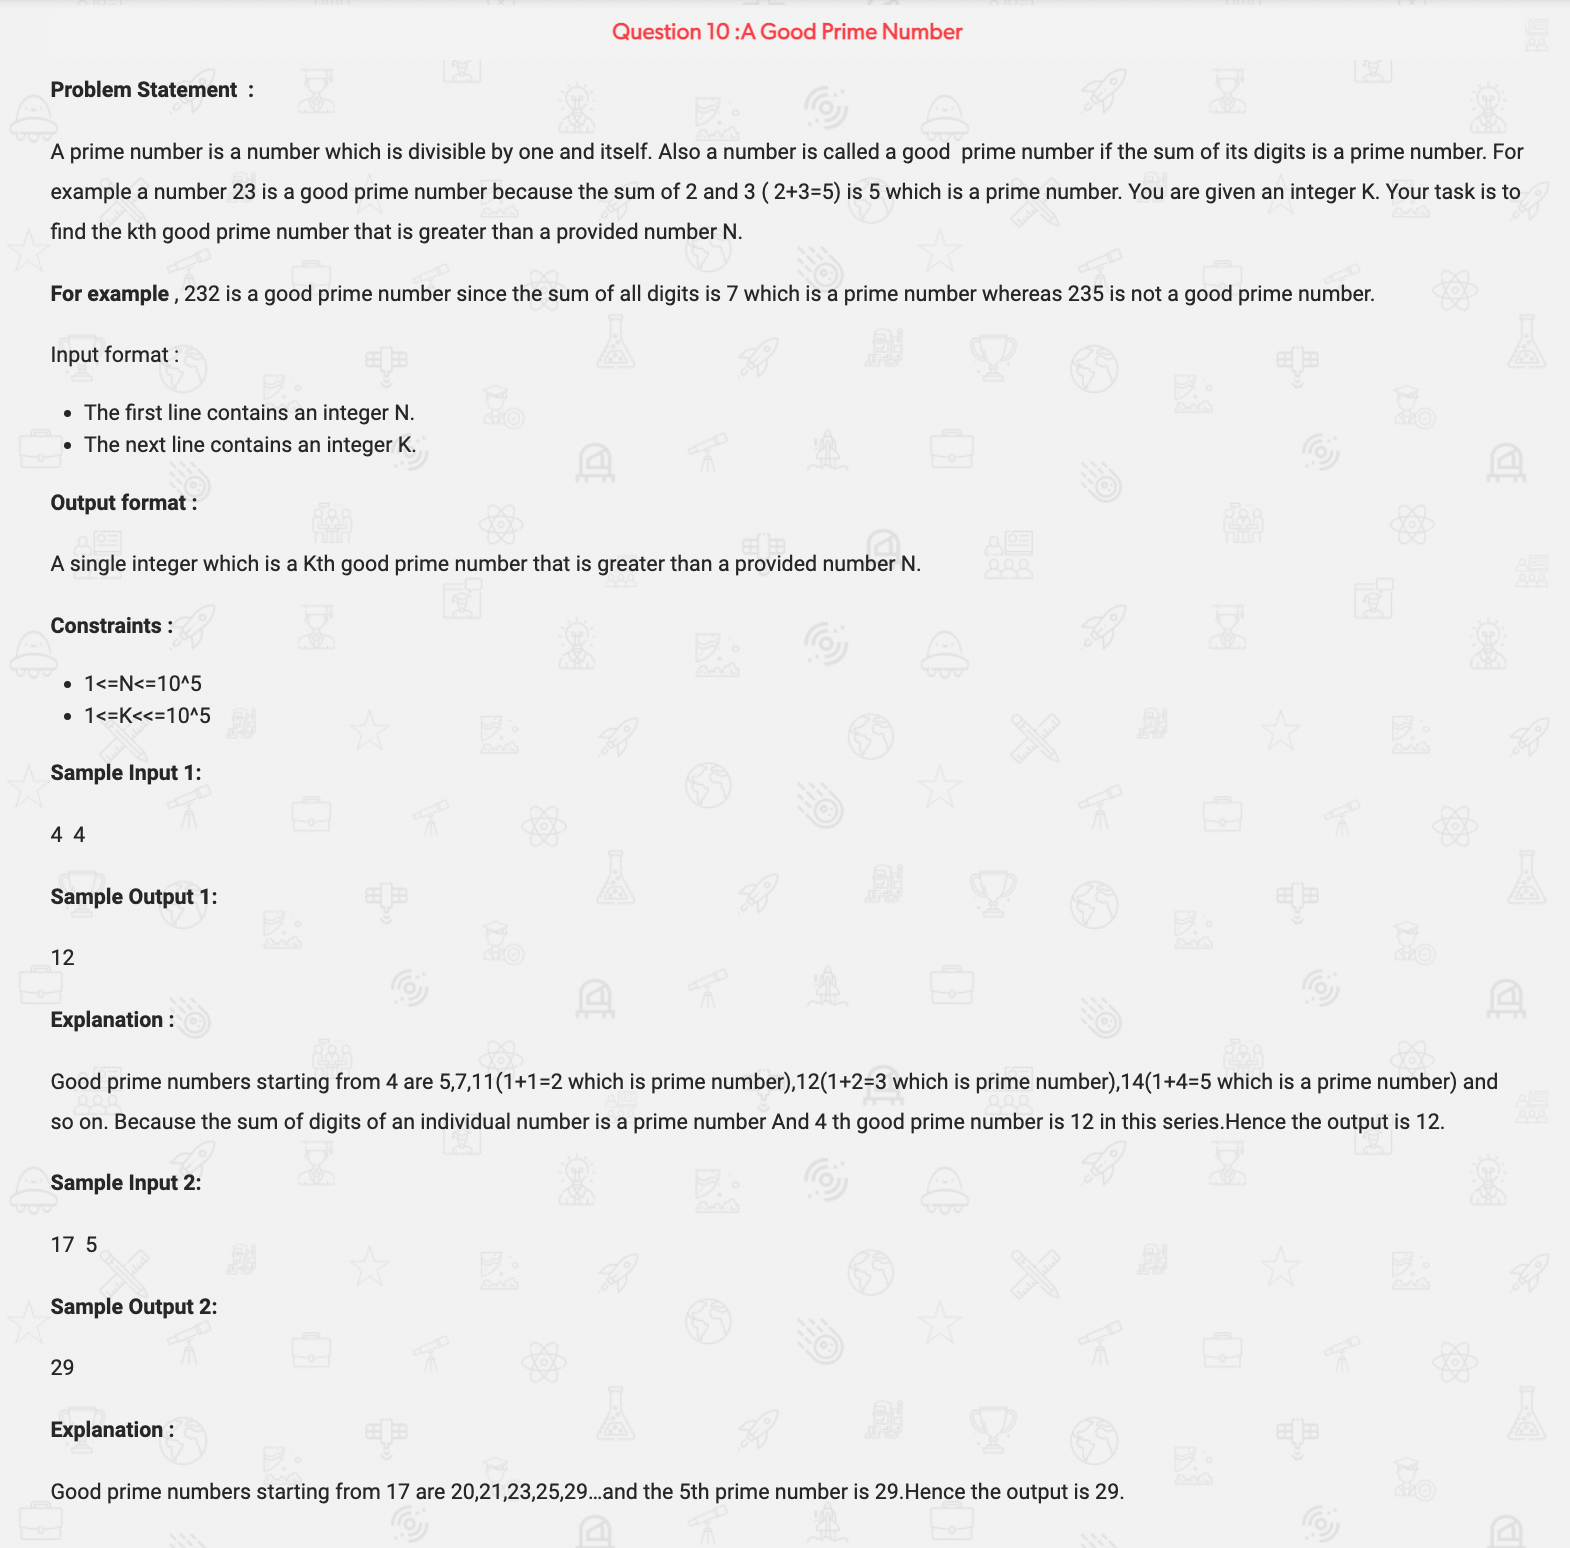 Question 10 :A Good Prime Number
Problem Statement  :
A prime number is a number which is divisible by one and itself. Also a number is called a good  prime number if the sum of its digits is a prime number. For
example a number 23 is a good prime number because the sum of 2 and 3 ( 2+3=5) is 5 which is a prime number. You are given an integer K. Your task is to
find the kth good prime number that is greater than a provided number N.
For example , 232 is a good prime number since the sum of all digits is 7 which is a prime number whereas 235 is not a good prime number.
Input format :
• The first line contains an integer N.
• The next line contains an integer K.
Output format :
A single integer which is a Kth good prime number that is greater than a provided number N.
Constraints :
• 1<=N<=10^5
• 1<=K<<=10^5
Sample Input 1:
4  4
Sample Output 1:
12
Explanation :
Good prime numbers starting from 4 are 5,7,11(1+1=2 which is prime number),12(1+2=3 which is prime number),14(1+4=5 which is a prime number) and
so on. Because the sum of digits of an individual number is a prime number And 4 th good prime number is 12 in this series.Hence the output is 12.
Sample Input 2:
17  5
Sample Output 2:
29
Explanation :
Good prime numbers starting from 17 are 20,21,23,25,29...and the 5th prime number is 29.Hence the output is 29.